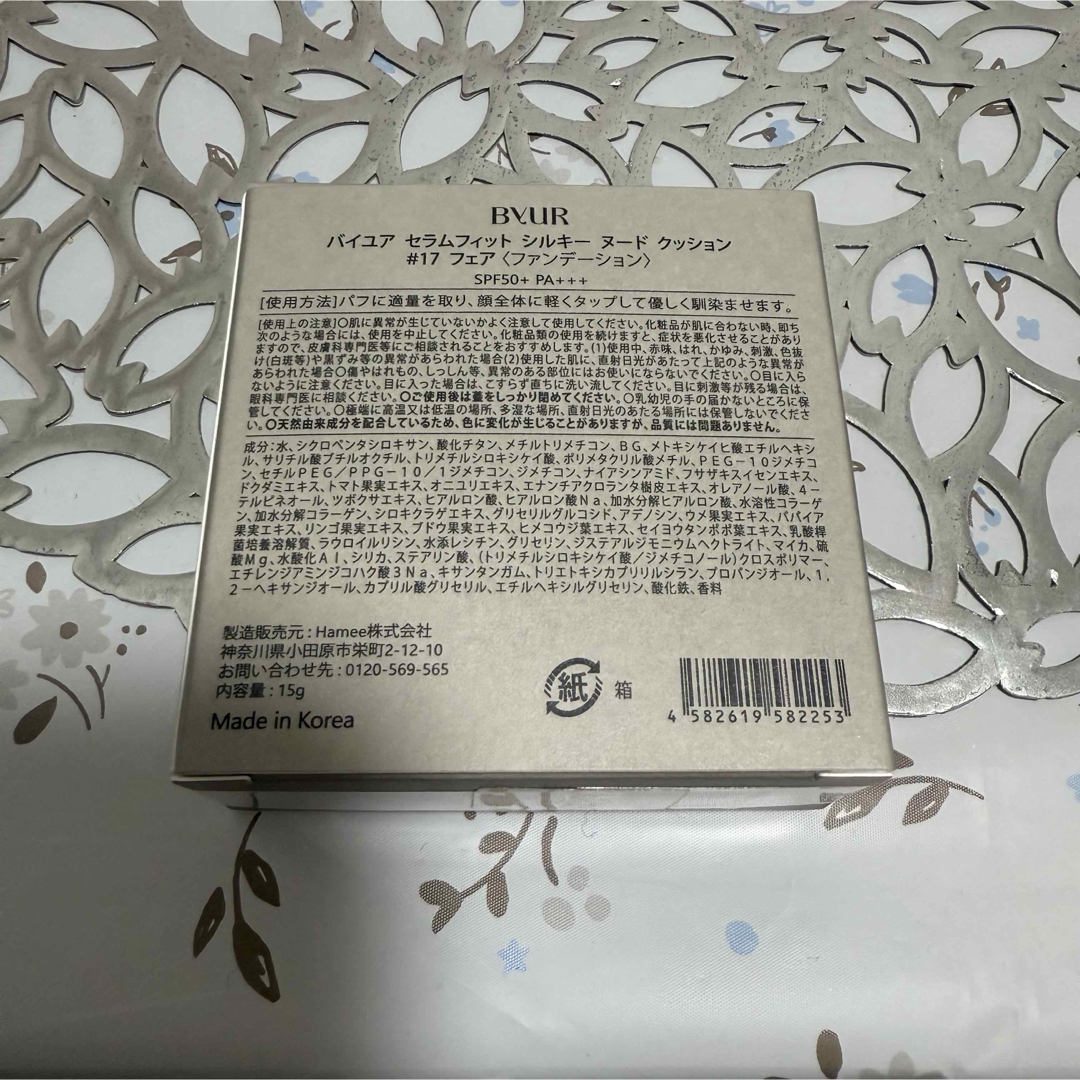 BYUR
バイユア セラムフィット シルキー ヌード クッション
#17 フェア〈ファンデーション〉
SPF50+ PA+++
[使用方法]パフに適量を取り、顔全体に軽くタップして優しく馴染ませます。
[使用上の注意]〇肌に異常が生じていないかよく注意して使用してください。化粧品が肌に合わない時、即ち
次のような場合には、使用を中止してください。化粧品類の使用を続けますと、症状を悪化させることがあり
ますので、皮膚科専門医等にご相談されることをおすすめします。(1)使用中、赤味、はれ、かゆみ、刺激、色抜
け(白斑等)や黒ずみ等の異常があらわれた場合(2)使用した肌に、直射日光があたって上記のような異常が
あらわれた場合〇傷やはれもの、しっしん等、異常のある部位にはお使いにならないでください。〇目に入ら
ないように注意ください。目に入った場合は、こすらず直ちに洗い流してください。目に刺激等が残る場合は、
眼科専門医に相談ください。〇ご使用後は蓋をしっかり閉めてください。〇乳幼児の手の届かないところに保
管してください。〇極端に高温又は低温の場所、多湿な場所、直射日光のあたる場所には保管しないでくださ
い。〇天然由来成分を配合しているため、色に変化が生じることがありますが、品質には問題ありません。
成分:水、シクロペンタシロキサン、酸化チタン、メチルトリメチコン、BG、メトキシケイヒ酸エチルヘキシ
ル、サリチル酸ブチルオクチル、トリメチルシロキシケイ酸、ポリメタクリル酸メチル、PEG-10ジメチコ
ン、セチルPEG/PPG-10/1ジメチコン、ジメチコン、ナイアシンアミド、フサザキスイセンエキス、
ドクダミエキス、トマト果実エキス、オニユリエキス、エナンチアクロランタ樹皮エキス、オレアノール酸、4-
テルピネオール、ツボクサエキス、ヒアルロン酸、ヒアルロン酸Na、加水分解ヒアルロン酸、水溶性コラーゲ
ン、加水分解コラーゲン、シロキクラゲエキス、グリセリルグルコシド、アデノシン、ウメ果実エキス、パパイア
果実エキス、リンゴ果実エキス、ブドウ果実エキス、ヒメコウジ葉エキス、セイヨウタンポポ葉エキス、乳酸桿
菌培養溶解質、ラウロイルリシン、水添レシチン、グリセリン、ジステアルジモニウムヘクトライト、マイカ、硫
酸Mg、水酸化Al、シリカ、ステアリン酸、(トリメチルシロキシケイ酸/ジメチコノール)クロスポリマー、
エチレンジアミンジコハク酸3Na、キサンタンガム、トリエトキシカプリリルシラン、プロパンジオール、1,
2-ヘキサンジオール、カプリル酸グリセリル、エチルヘキシルグリセリン、酸化鉄、香料
製造販売元:Hamee株式会社
神奈川県小田原市栄町2-12-10
お問い合わせ先:0120-569-565
内容量:15g
Made in Korea
紙 箱
4 582619 582253